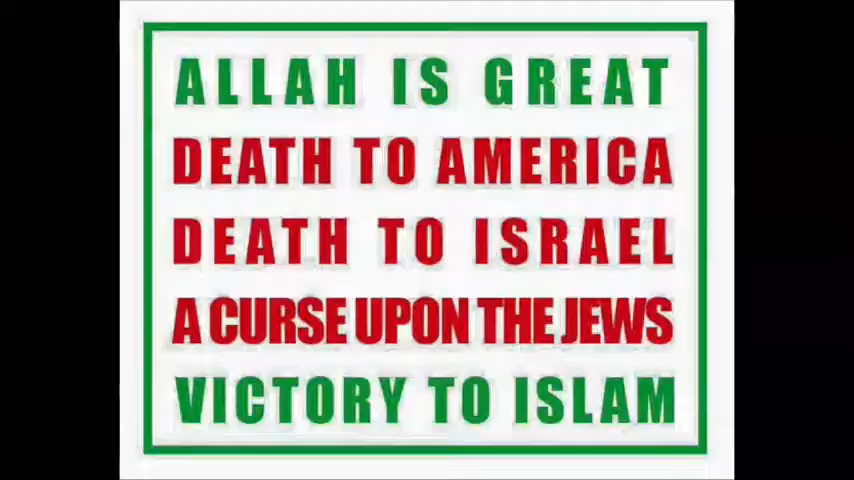 ALLAH IS GREAT
DEATH TO AMERICA
DEATH TO ISRAEL
A CURSE UPON THE JEWS
VICTORY TO ISLAM